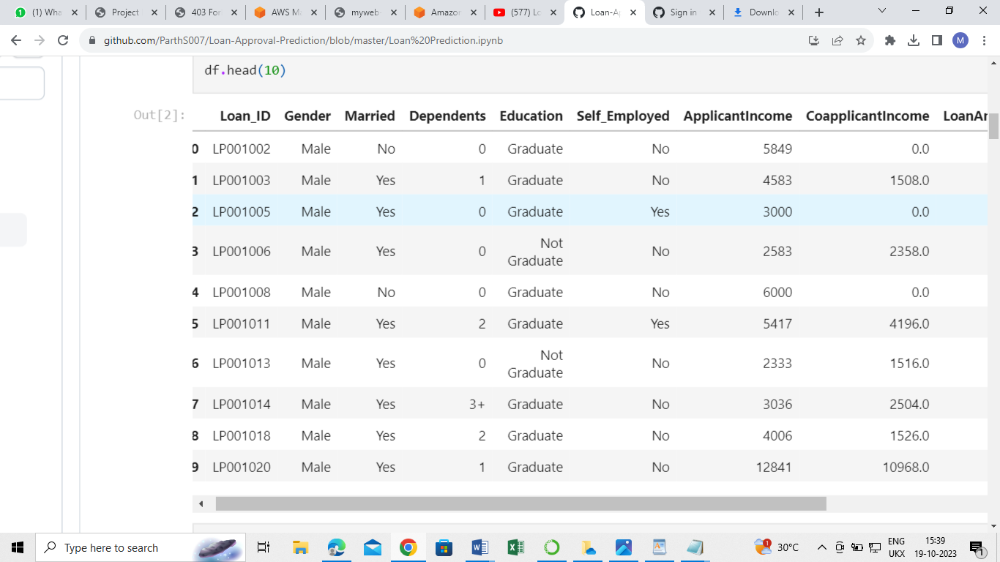 (1) Wha
Project
403 For
AWS Ma
myweb
Amazor
(577) Lo
Loan-Ap
Sign in
Downlo
github.com/ParthS007/Loan-Approval-Prediction/blob/master/Loan%20Prediction.ipynb
M
df.head(10)
Out[2]:
Loan_ID Gender Married Dependents Education Self_Employed ApplicantIncome CoapplicantIncome LoanAr
0 LP001002 Male No 0 Graduate No 5849 0.0
1 LP001003 Male Yes 1 Graduate No 4583 1508.0
2 LP001005 Male Yes 0 Graduate Yes 3000 0.0
3 LP001006 Male Yes 0 Not Graduate No 2583 2358.0
4 LP001008 Male No 0 Graduate No 6000 0.0
5 LP001011 Male Yes 2 Graduate Yes 5417 4196.0
6 LP001013 Male Yes 0 Not Graduate No 2333 1516.0
7 LP001014 Male Yes 3+ Graduate No 3036 2504.0
8 LP001018 Male Yes 2 Graduate No 4006 1526.0
9 LP001020 Male Yes 1 Graduate No 12841 10968.0
Type here to search
30°C
ENG
UKX
15:39
19-10-2023
1